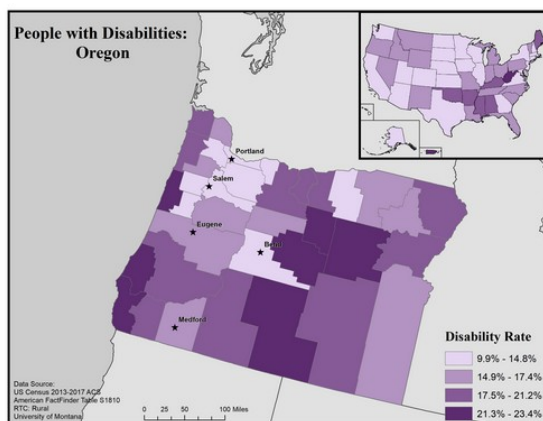 People with Disabilities:
Oregon
Portland
Salem
Eugene
Bend
Medford
Disability Rate
9.9% - 14.8%
14.9% - 17.4%
17.5% - 21.2%
21.3% - 23.4%
Data Source:
US Census 2013-2017 ACS
American FactFinder Table S1810
RTC: Rural
University of Montana
0 25 50 100 Miles